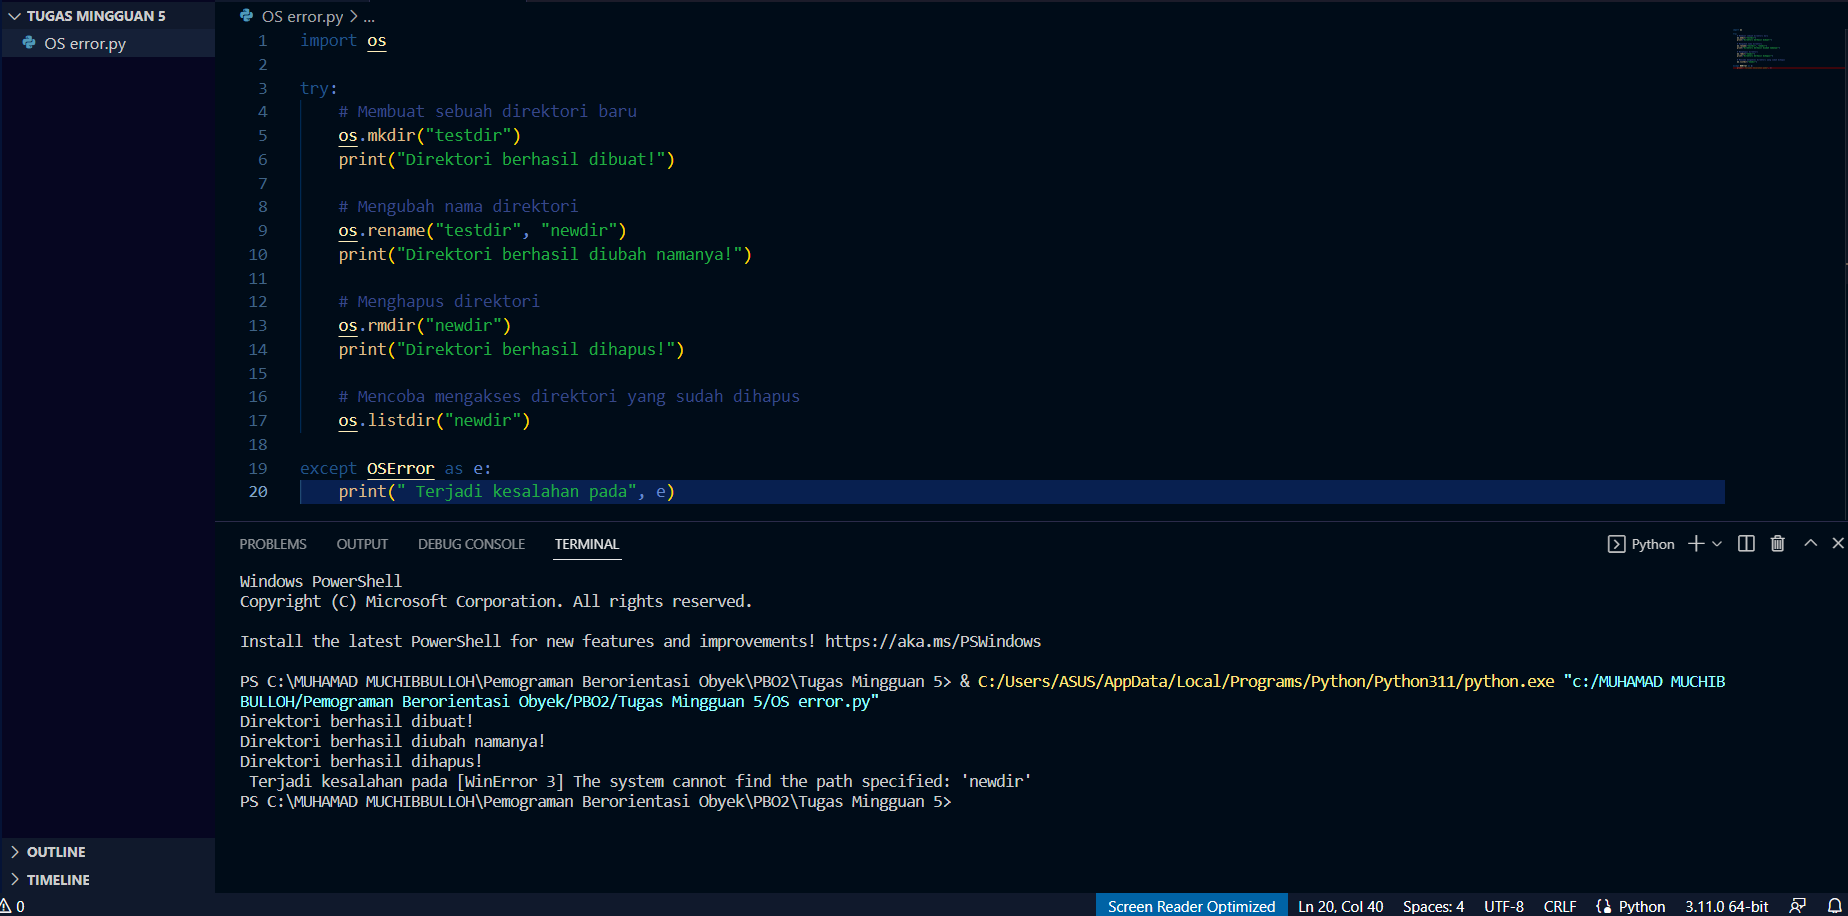 TUGAS MINGGUAN 5
OS error.py
OS error.py > ...
1 import os
2
3 try:
4     # Membuat sebuah direktori baru
5     os.mkdir("testdir")
6     print("Direktori berhasil dibuat!")
7
8     # Mengubah nama direktori
9     os.rename("testdir", "newdir")
10     print("Direktori berhasil diubah namanya!")
11
12     # Menghapus direktori
13     os.rmdir("newdir")
14     print("Direktori berhasil dihapus!")
15
16     # Mencoba mengakses direktori yang sudah dihapus
17     os.listdir("newdir")
18
19 except OSError as e:
20     print(" Terjadi kesalahan pada", e)
PROBLEMS OUTPUT DEBUG CONSOLE TERMINAL Python
Windows PowerShell
Copyright (C) Microsoft Corporation. All rights reserved.
Install the latest PowerShell for new features and improvements! https://aka.ms/PSWindows
PS C:\MUHAMAD MUCHIBBULLOH\Pemograman Berorientasi Obyek\PBO2\Tugas Mingguan 5> & C:/Users/ASUS/AppData/Local/Programs/Python/Python311/python.exe "c:/MUHAMAD MUCHIB
BULLOH/Pemograman Berorientasi Obyek/PBO2/Tugas Mingguan 5/OS error.py"
Direktori berhasil dibuat!
Direktori berhasil diubah namanya!
Direktori berhasil dihapus!
 Terjadi kesalahan pada [WinError 3] The system cannot find the path specified: 'newdir'
PS C:\MUHAMAD MUCHIBBULLOH\Pemograman Berorientasi Obyek\PBO2\Tugas Mingguan 5>
OUTLINE
TIMELINE
0 Screen Reader Optimized Ln 20, Col 40 Spaces: 4 UTF-8 CRLF Python 3.11.0 64-bit